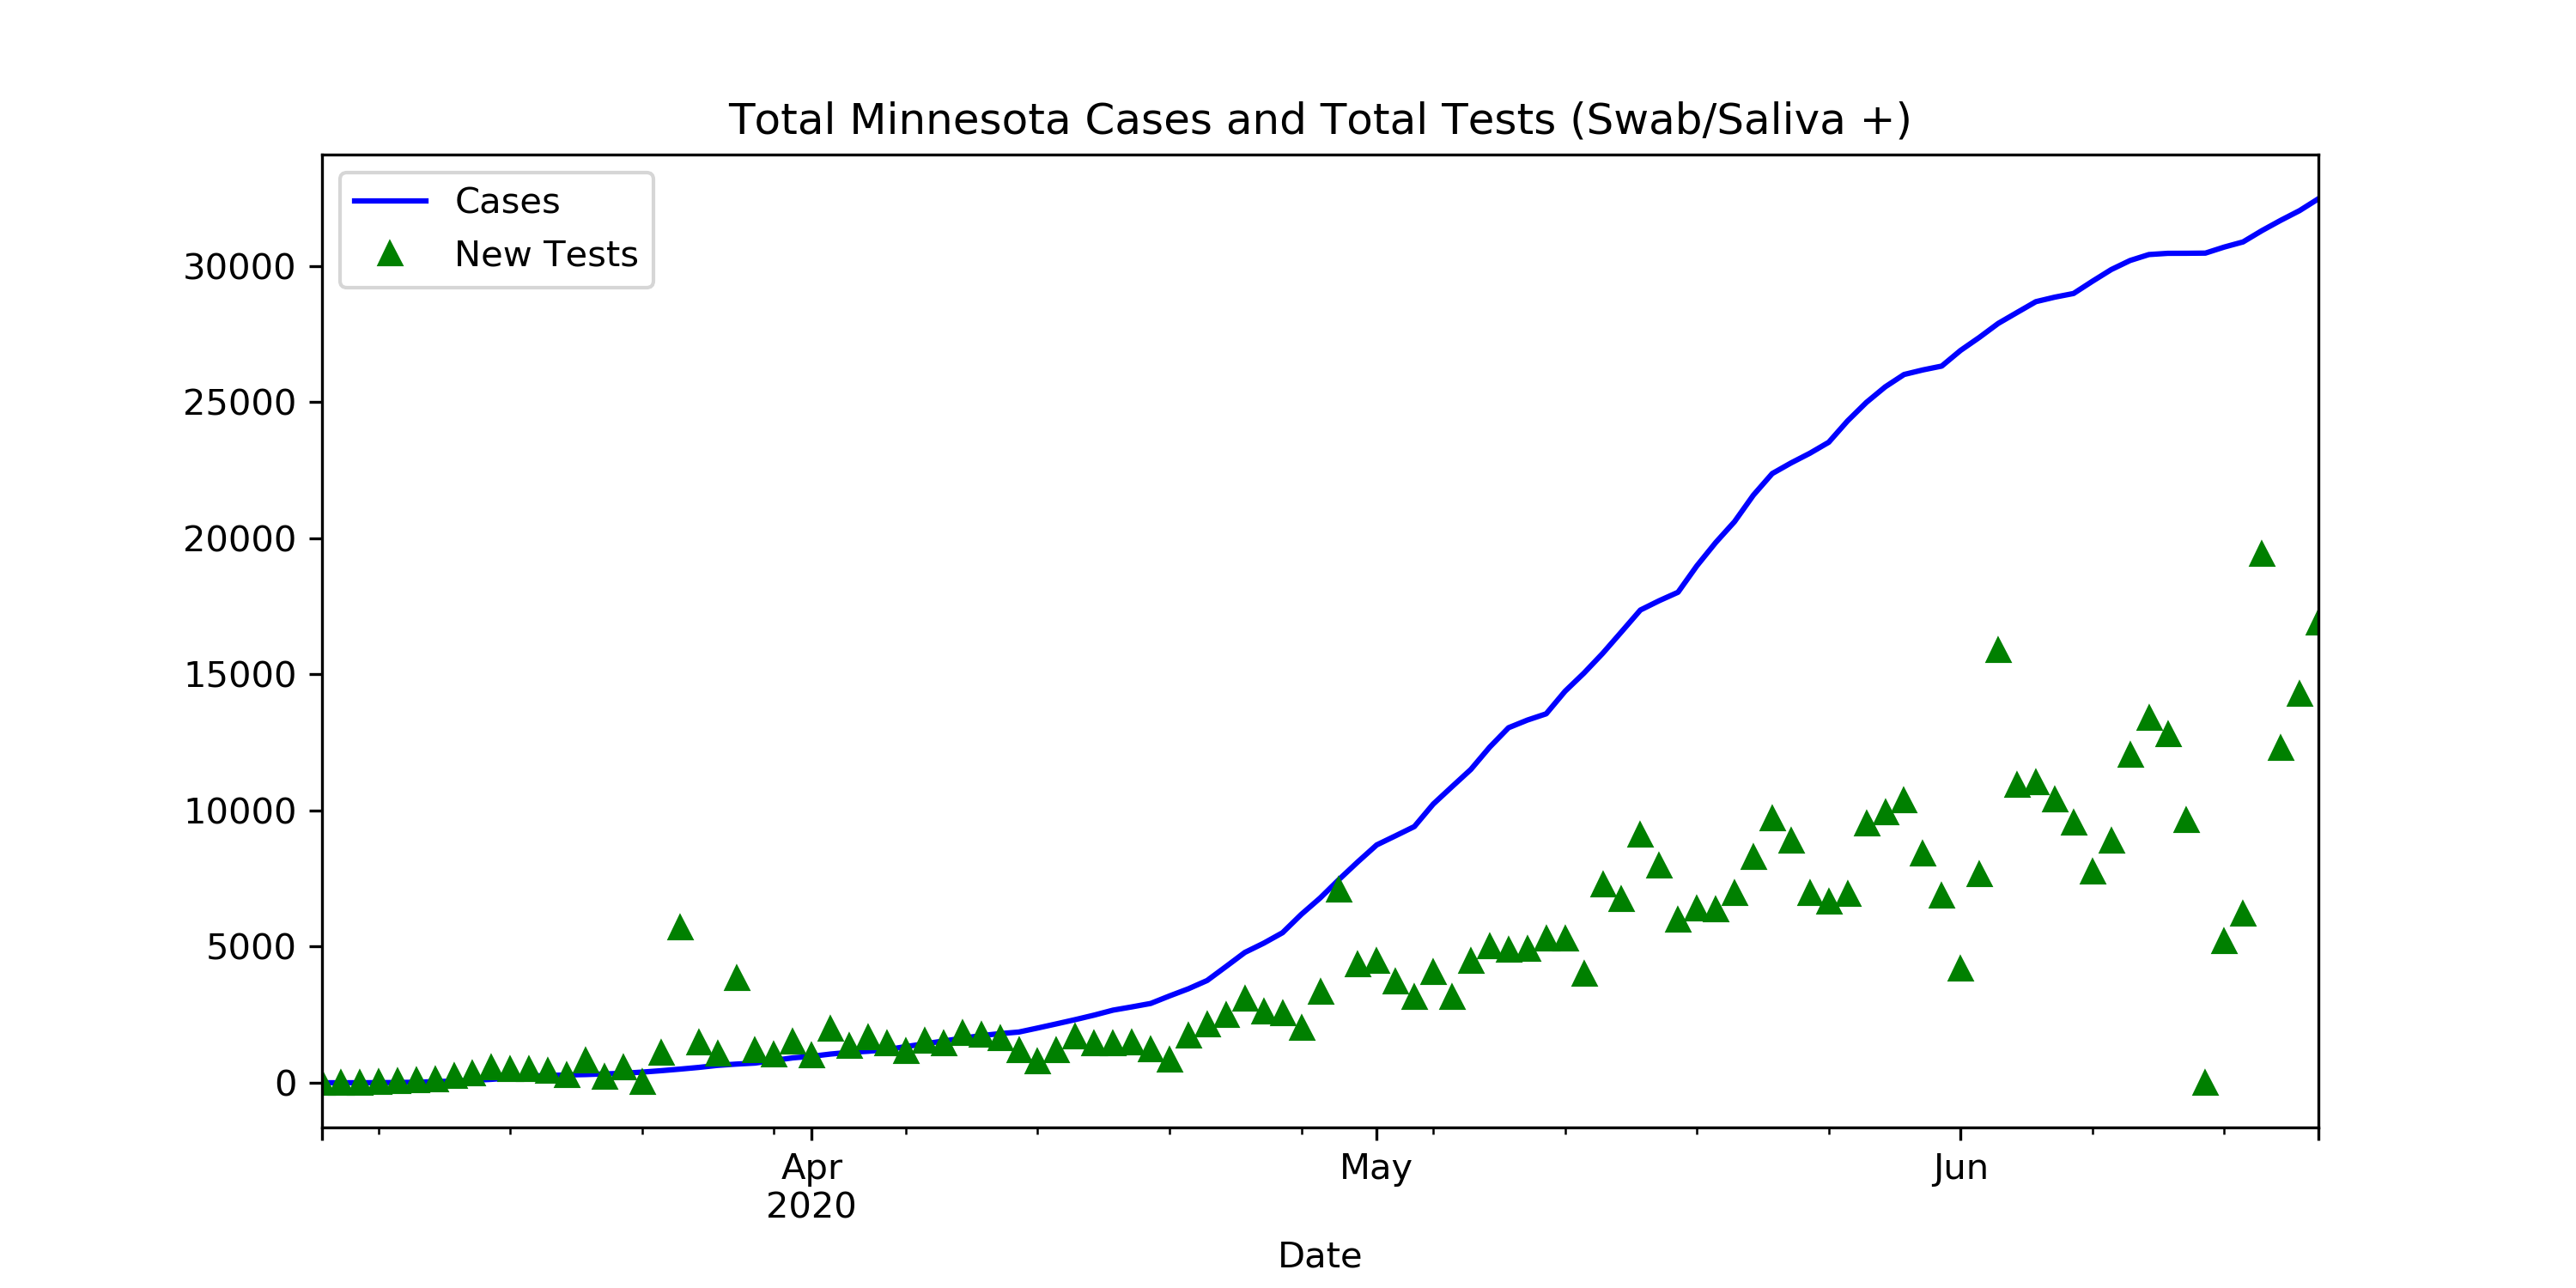 Total Minnesota Cases and Total Tests (Swab/Saliva +)
Cases
New Tests
30000
25000
20000
15000
10000
5000
0
Apr
2020
May
Jun
Date